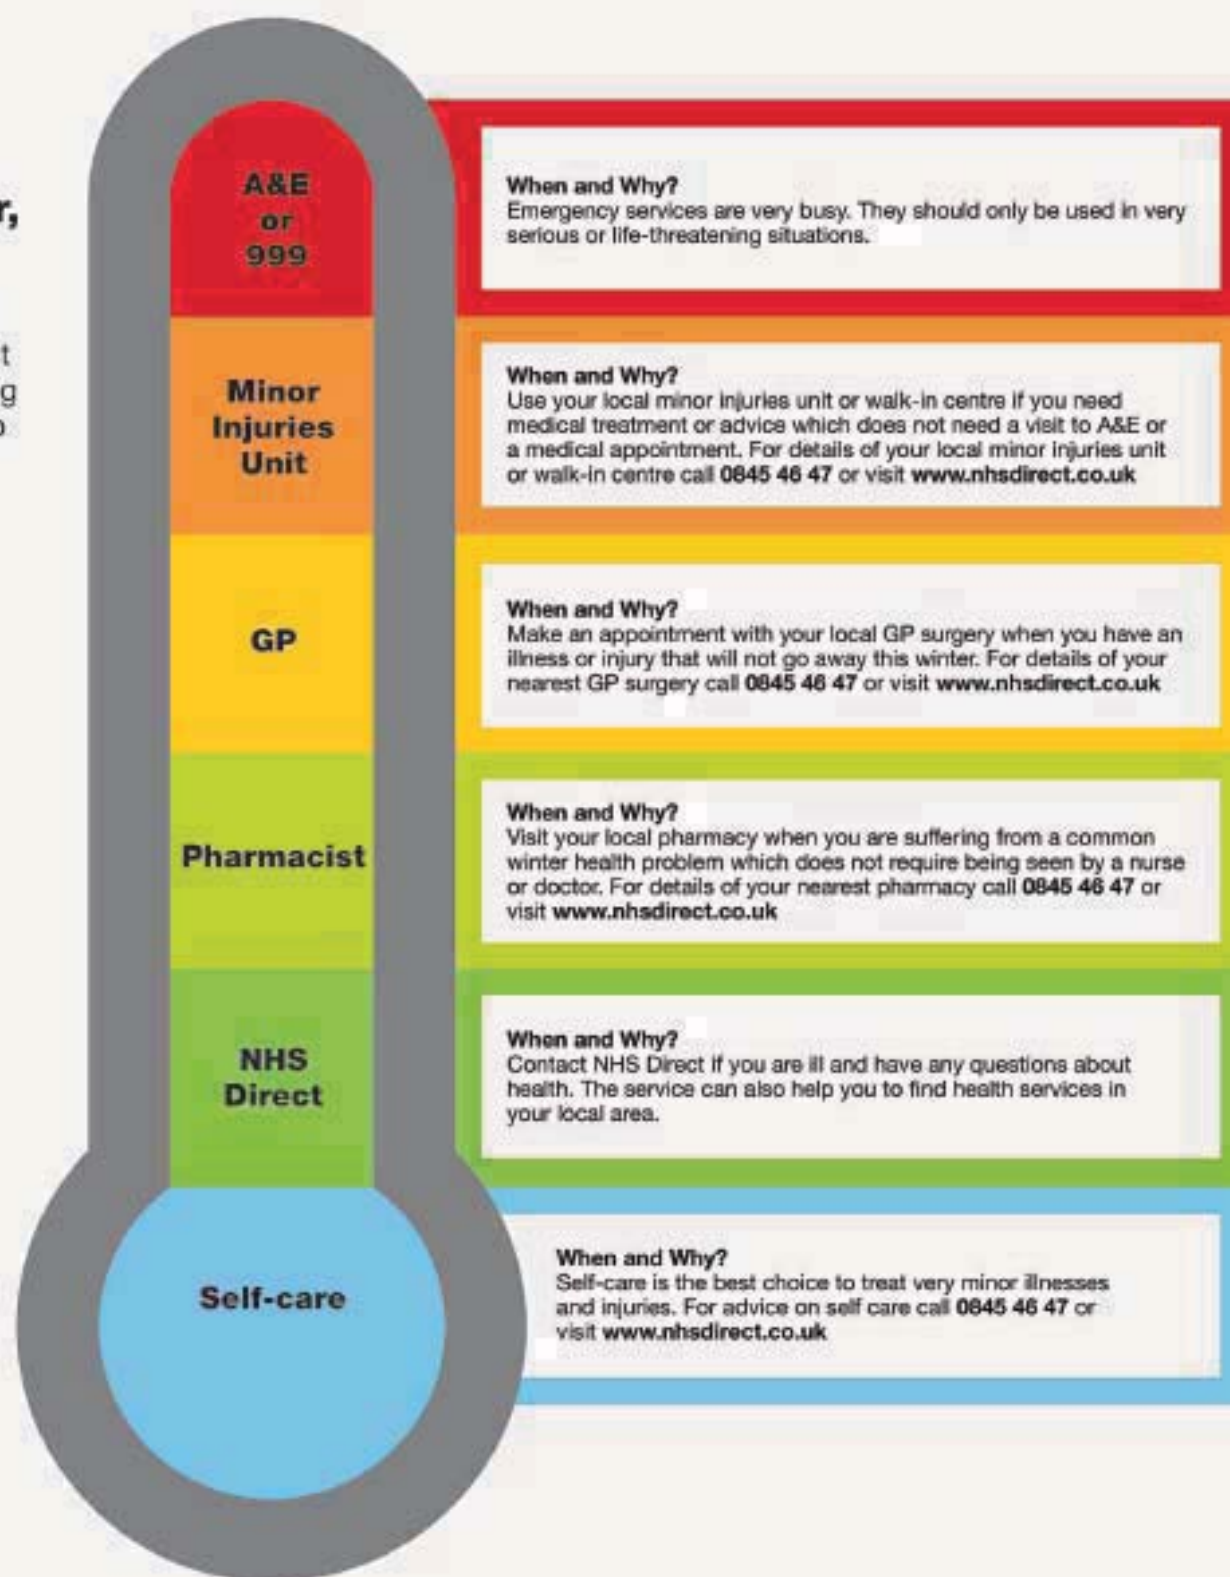 r,
t
g
o
A&E
or
999
When and Why?
Emergency services are very busy. They should only be used in very
serious or life-threatening situations.
Minor
Injuries
Unit
When and Why?
Use your local minor injuries unit or walk-in centre if you need
medical treatment or advice which does not need a visit to A&E or
a medical appointment. For details of your local minor injuries unit
or walk-in centre call 0845 46 47 or visit www.nhsdirect.co.uk
GP
When and Why?
Make an appointment with your local GP surgery when you have an
illness or injury that will not go away this winter. For details of your
nearest GP surgery call 0845 46 47 or visit www.nhsdirect.co.uk
Pharmacist
When and Why?
Visit your local pharmacy when you are suffering from a common
winter health problem which does not require being seen by a nurse
or doctor. For details of your nearest pharmacy call 0845 46 47 or
visit www.nhsdirect.co.uk
NHS
Direct
When and Why?
Contact NHS Direct if you are ill and have any questions about
health. The service can also help you to find health services in
your local area.
Self-care
When and Why?
Self-care is the best choice to treat very minor illnesses
and injuries. For advice on self care call 0845 46 47 or
visit www.nhsdirect.co.uk